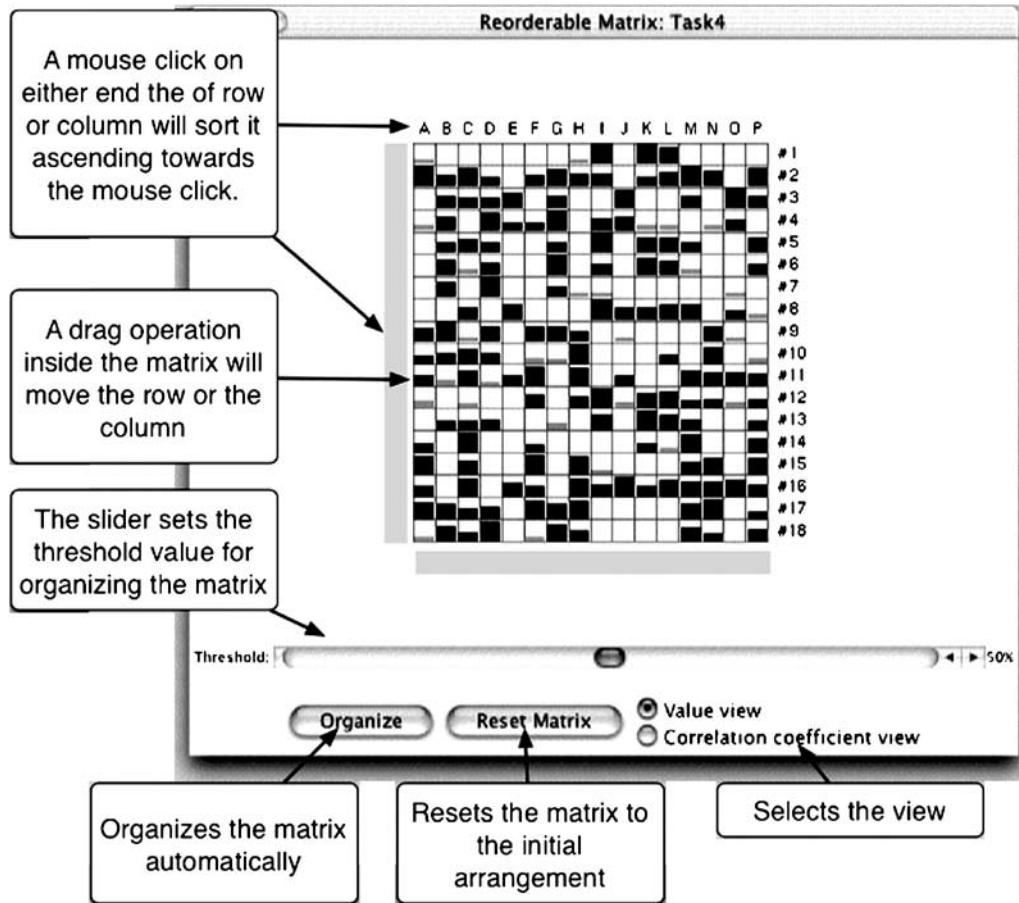 Reorderable Matrix: Task4
A mouse click on
either end the of row
or column will sort it
ascending towards
the mouse click.
A B C D E F G H I J K L M N O P
#1
#2
#3
#4
#5
#6
#7
#8
#9
#10
#11
#12
#13
#14
#15
#16
#17
#18
A drag operation
inside the matrix will
move the row or the
column
The slider sets the
threshold value for
organizing the matrix
Threshold: 50%
Organize
Reset Matrix
Value view
Correlation coefficient view
Organizes the matrix
automatically
Resets the matrix to
the initial
arrangement
Selects the view